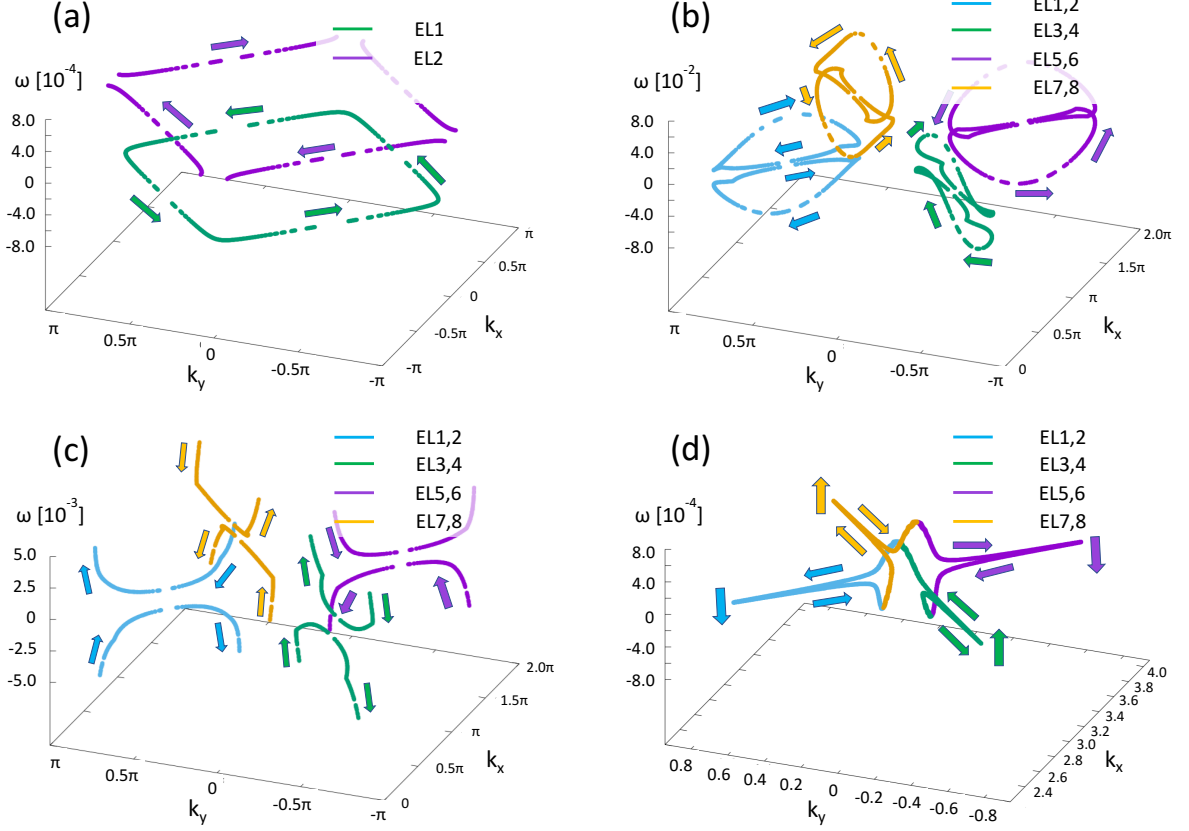 (a)
EL1
EL2
ω [10⁻⁴]
8.0
4.0
0
-4.0
-8.0
π
0.5π
0
-0.5π
-π
k_y
-π
-0.5π
0
0.5π
π
k_x
(b)
EL1,2
EL3,4
EL5,6
EL7,8
ω [10⁻²]
8.0
4.0
0
-4.0
-8.0
π
0.5π
0
-0.5π
-π
k_y
0
0.5π
π
1.5π
2.0π
k_x
(c)
EL1,2
EL3,4
EL5,6
EL7,8
ω [10⁻³]
5.0
2.5
0
-2.5
-5.0
π
0.5π
0
-0.5π
-π
k_y
0
0.5π
π
1.5π
2.0π
k_x
(d)
EL1,2
EL3,4
EL5,6
EL7,8
ω [10⁻⁴]
8.0
4.0
0
-4.0
-8.0
0.8
0.6
0.4
0.2
0
-0.2
-0.4
-0.6
-0.8
k_y
2.4
2.6
2.8
3.0
3.2
3.4
3.6
3.8
4.0
k_x